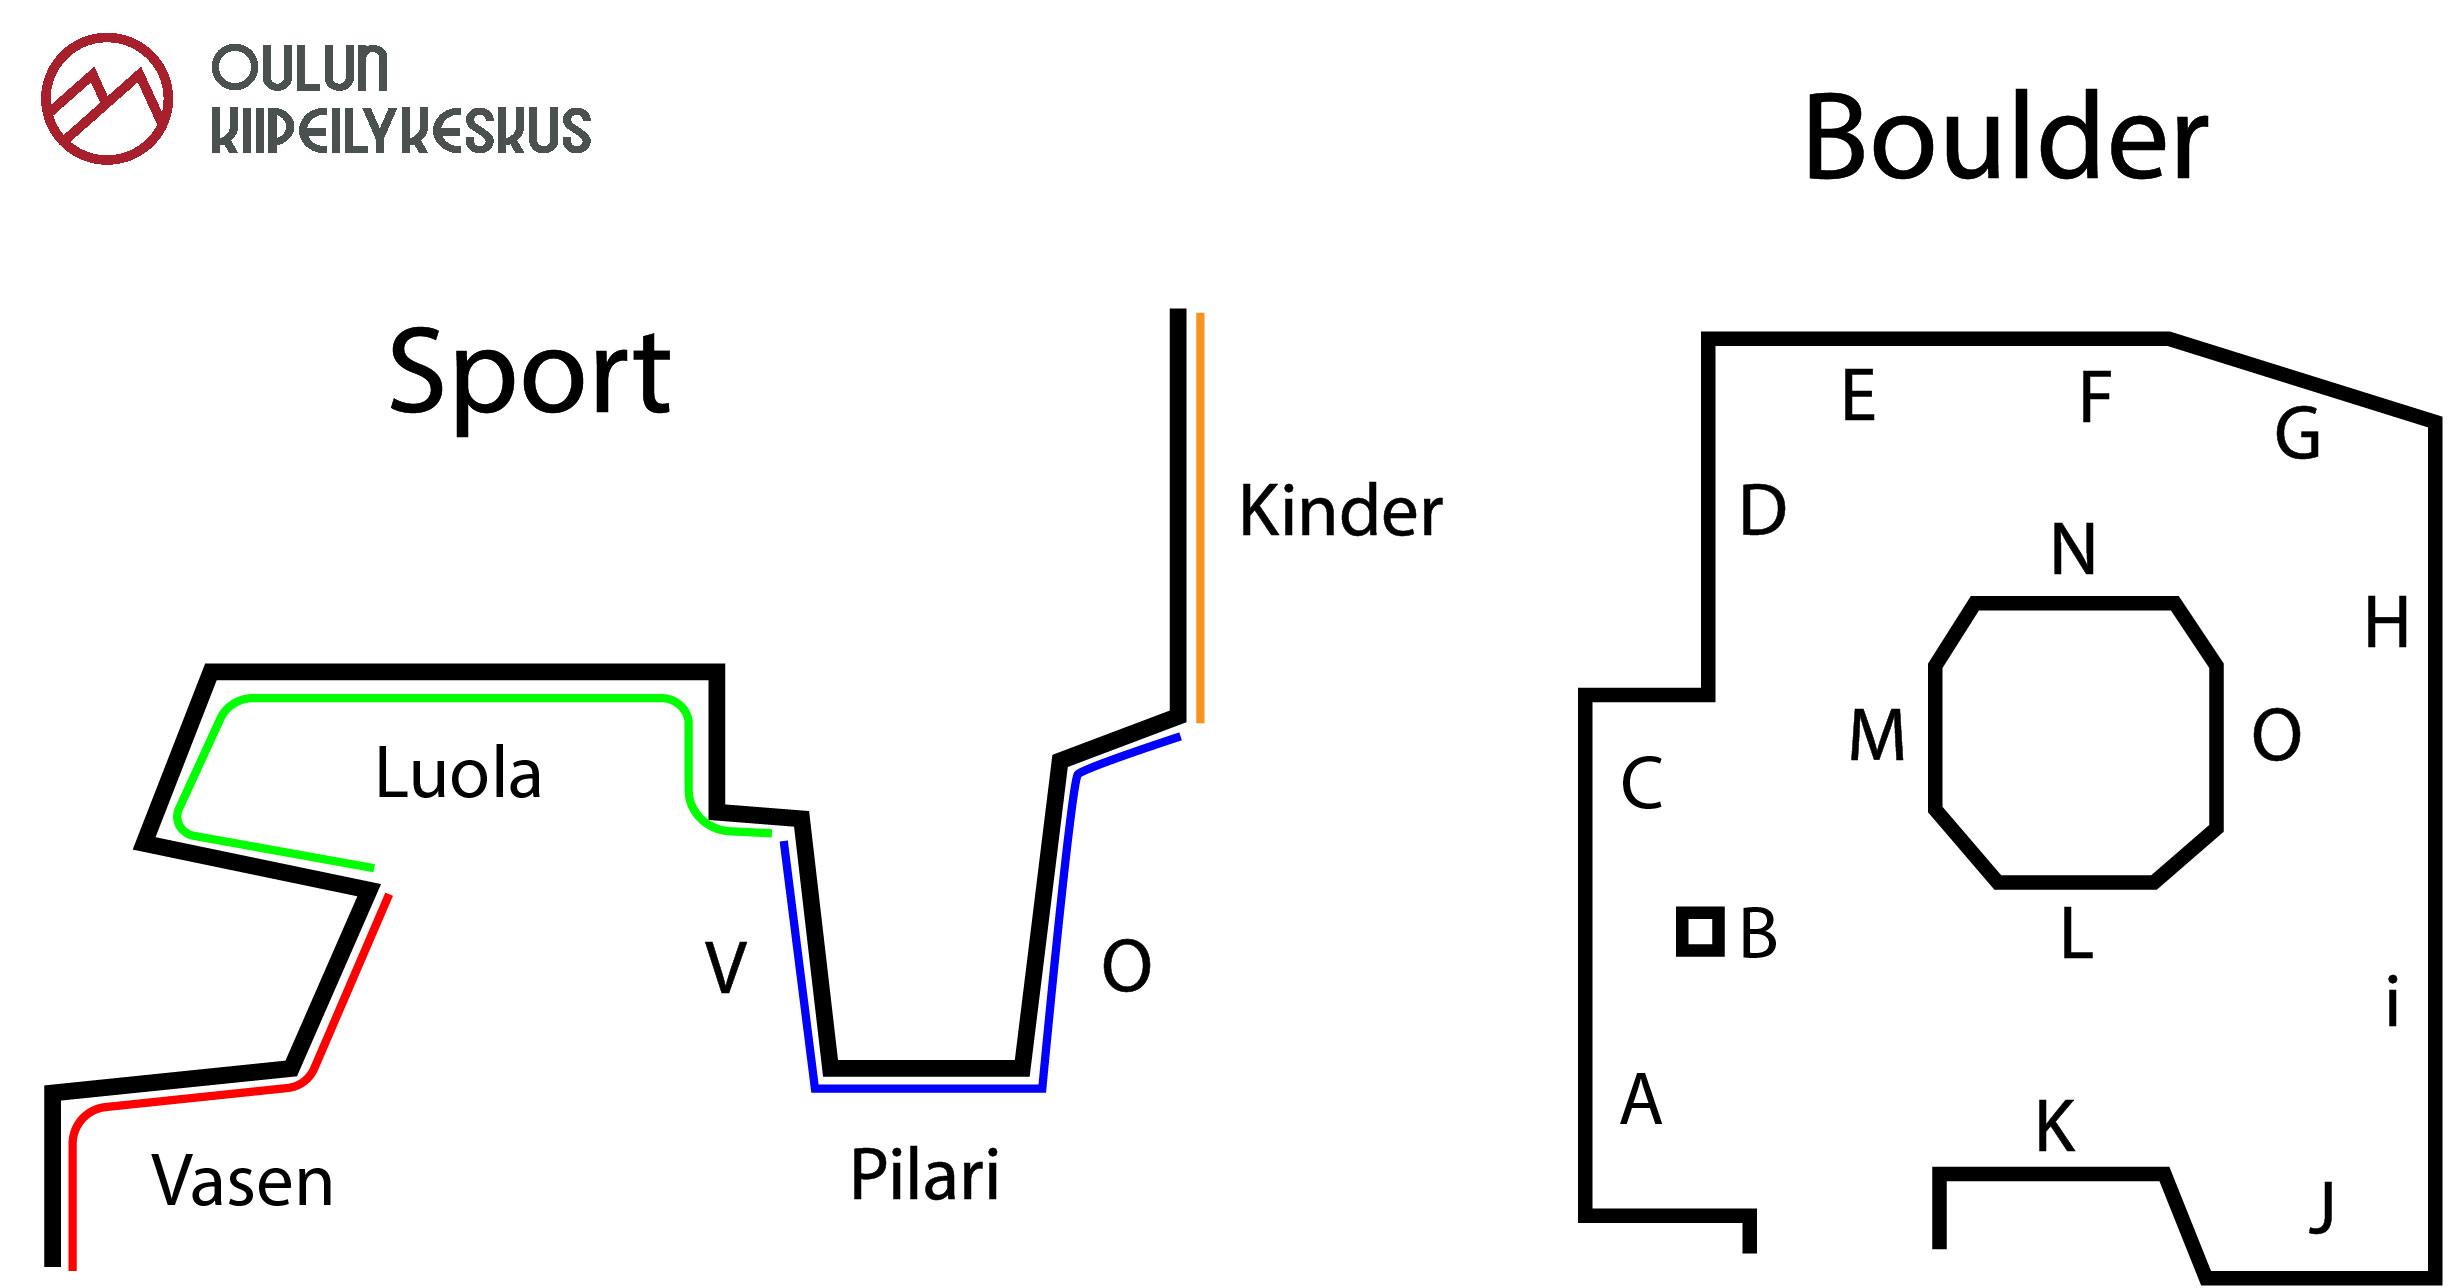 OULUN
KIIPEILYKESKUS
Boulder
Sport
E
F
G
Kinder
D
N
H
Luola
C
M
O
V
O
B
L
i
A
K
Vasen
Pilari
J